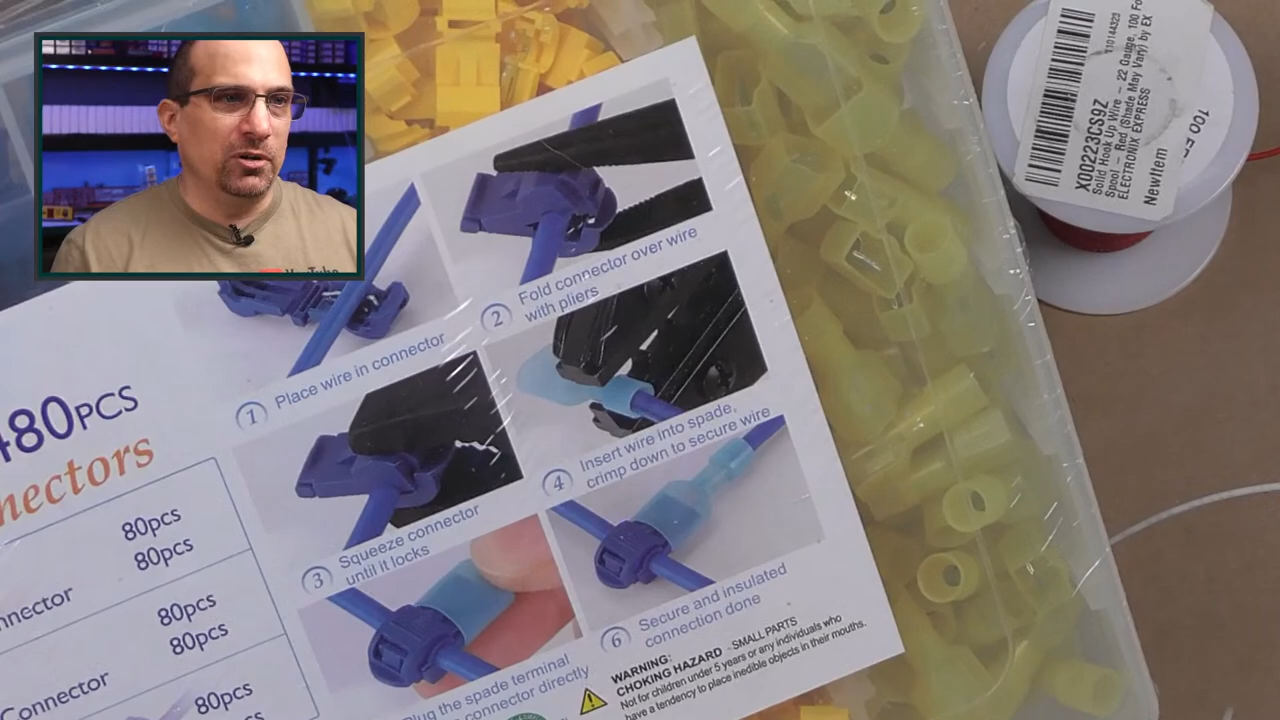 YouTube
480PCS
nectors
80pcs
80pcs
nnector
80pcs
80pcs
Connector
80pcs
1 Place wire in connector
2 Fold connector over wire
with pliers
3 Squeeze connector
until it locks
4 Insert wire into spade,
crimp down to secure wire
Plug the spade terminal
connector directly
6 Secure and insulated
connection done
WARNING:
CHOKING HAZARD -SMALL PARTS
Not for children under 5 years or any individuals who
have a tendency to place inedible objects in their mouths.
X00223CS9Z
Solid Hook Up Wire - 22 Gauge, 100 Fo
Spool - Red (Shade May Vary) by EX
ELECTRONIX EXPRESS
NewItem
110144323
100 F